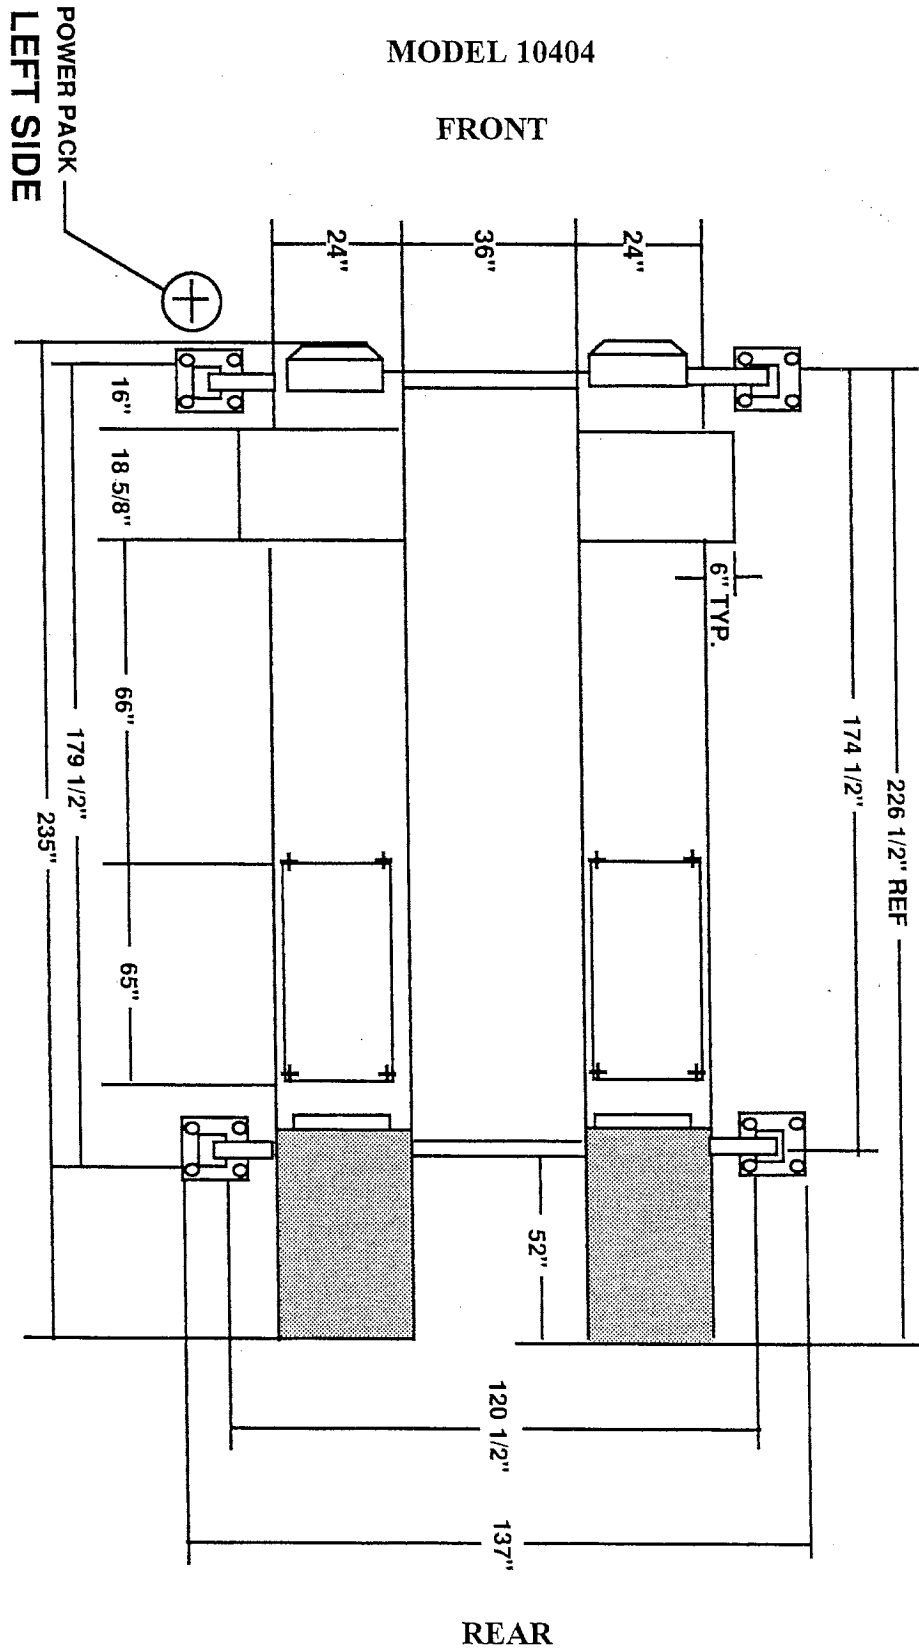 MODEL 10404
FRONT
POWER PACK
LEFT SIDE
24"
36"
24"
16"
18 5/8"
6" TYP.
66"
65"
179 1/2"
235"
174 1/2"
226 1/2" REF
52"
120 1/2"
137"
REAR